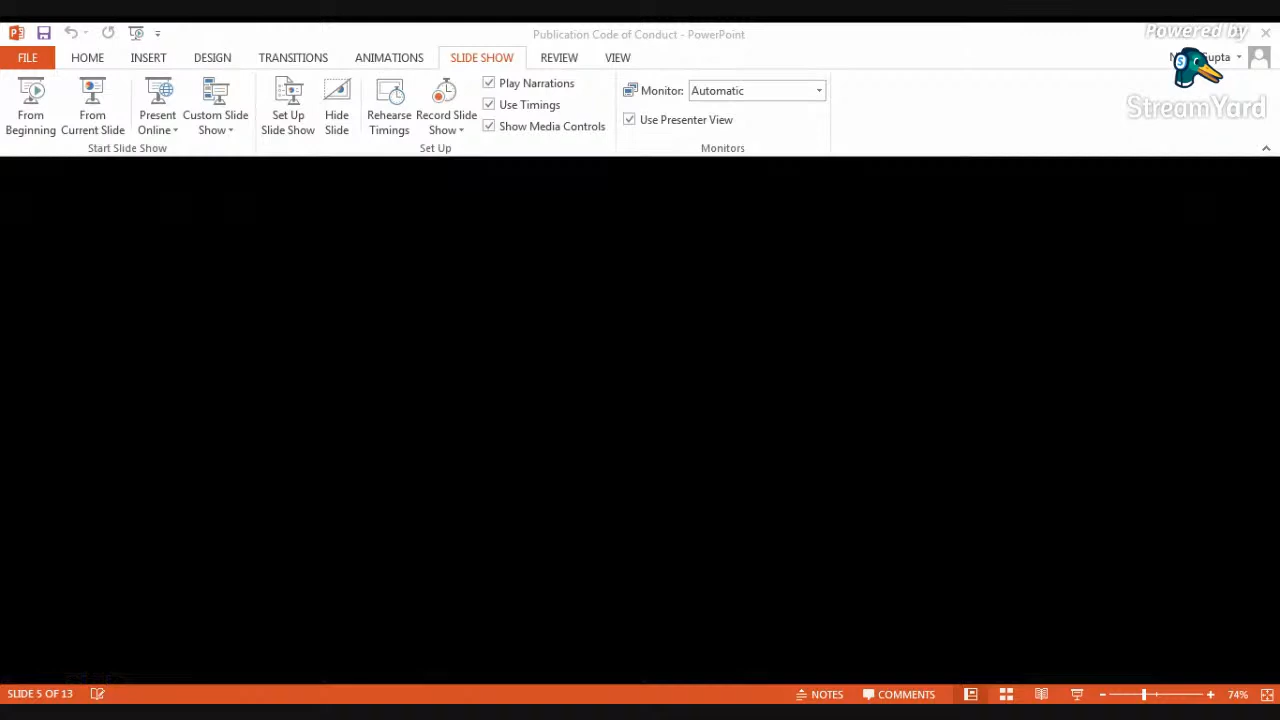 Publication Code of Conduct - PowerPoint
Powered by
FILE HOME INSERT DESIGN TRANSITIONS ANIMATIONS SLIDE SHOW REVIEW VIEW
Gupta
StreamYard
From Beginning
From Current Slide
Present Online
Custom Slide Show
Start Slide Show
Set Up Slide Show
Hide Slide
Rehearse Timings
Record Slide Show
Play Narrations
Use Timings
Show Media Controls
Set Up
Monitor: Automatic
Use Presenter View
Monitors
SLIDE 5 OF 13
NOTES
COMMENTS
74%